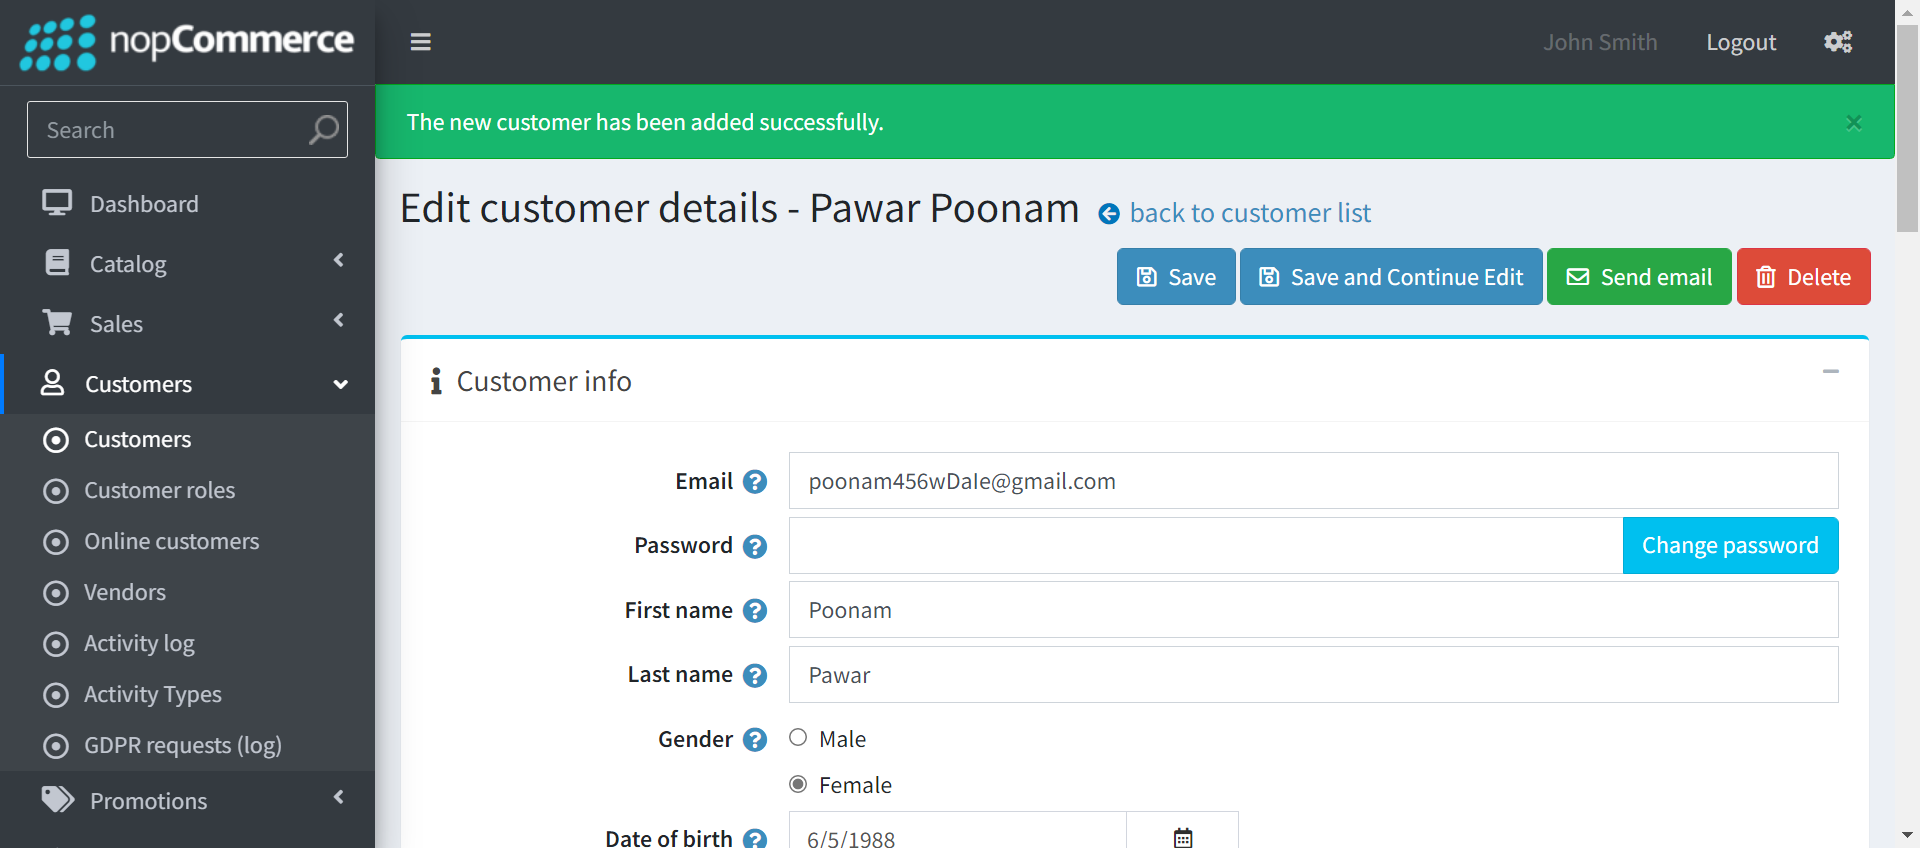 nopCommerce
John Smith
Logout
Search
The new customer has been added successfully.
×
Edit customer details - Pawar Poonam
back to customer list
Save
Save and Continue Edit
Send email
Delete
Dashboard
Catalog
Sales
Customers
Customers
Customer roles
Online customers
Vendors
Activity log
Activity Types
GDPR requests (log)
Promotions
Customer info
Email ? poonam456wDaIe@gmail.com
Password ? Change password
First name ? Poonam
Last name ? Pawar
Gender ? Male
Female
Date of birth ? 6/5/1988